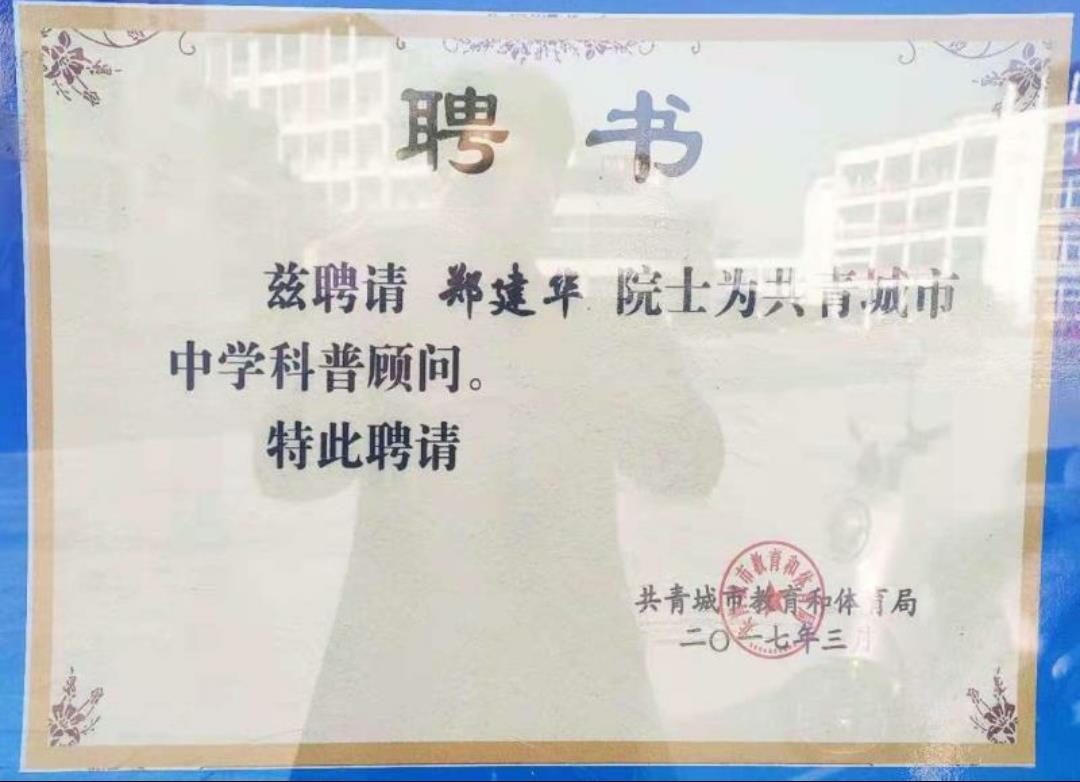 聘书
兹聘请 郑建华 院士为共青城市
中学科普顾问。
特此聘请
共青城市教育和体育局
二〇一七年三月